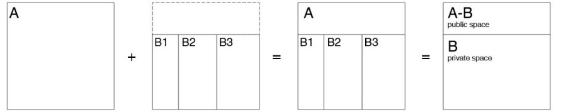 A
+
B1 B2 B3
=
A
B1 B2 B3
=
A-B
public space
B
private space